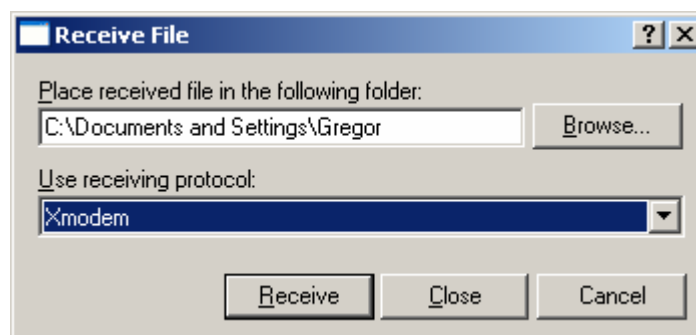 Receive File
Place received file in the following folder:
C:\Documents and Settings\Gregor
Browse...
Use receiving protocol:
Xmodem
Receive Close Cancel